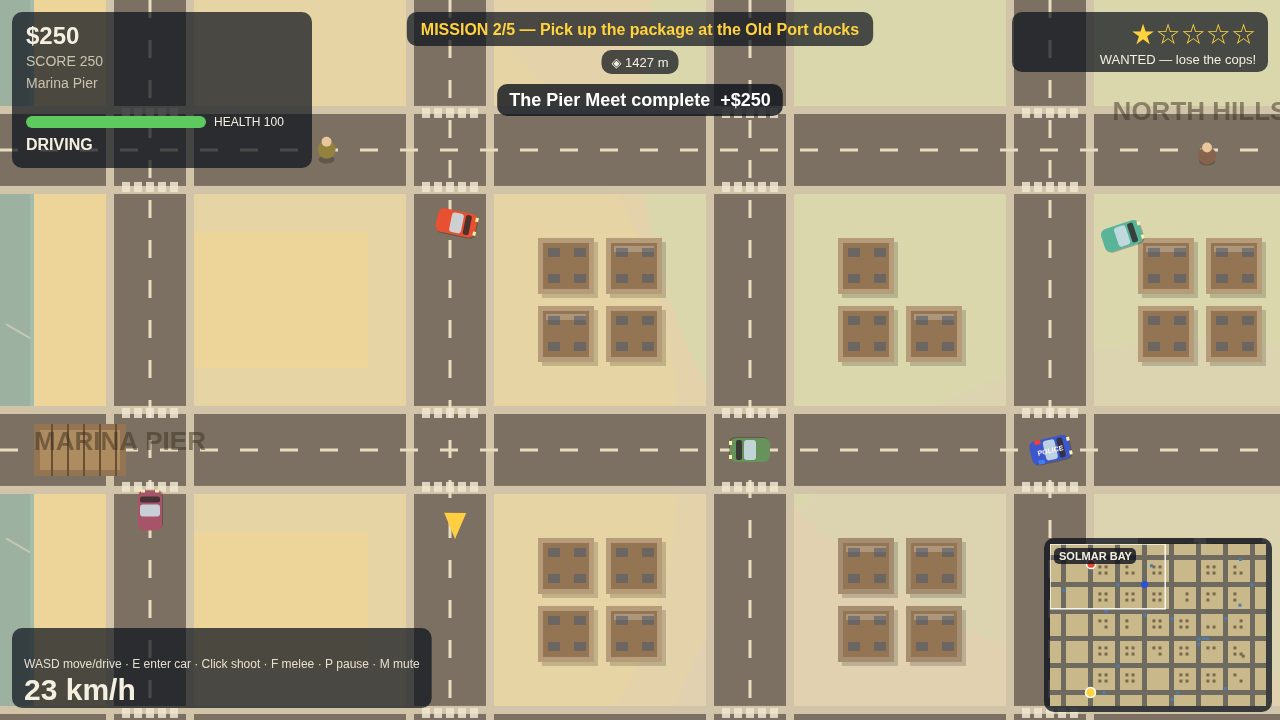 $250
SCORE 250
Marina Pier
HEALTH 100
DRIVING
MISSION 2/5 — Pick up the package at the Old Port docks
◈ 1427 m
The Pier Meet complete +$250
★☆☆☆☆
WANTED — lose the cops!
NORTH HILLS
MARINA PIER
POLICE
SOLMAR BAY
WASD move/drive · E enter car · Click shoot · F melee · P pause · M mute
23 km/h